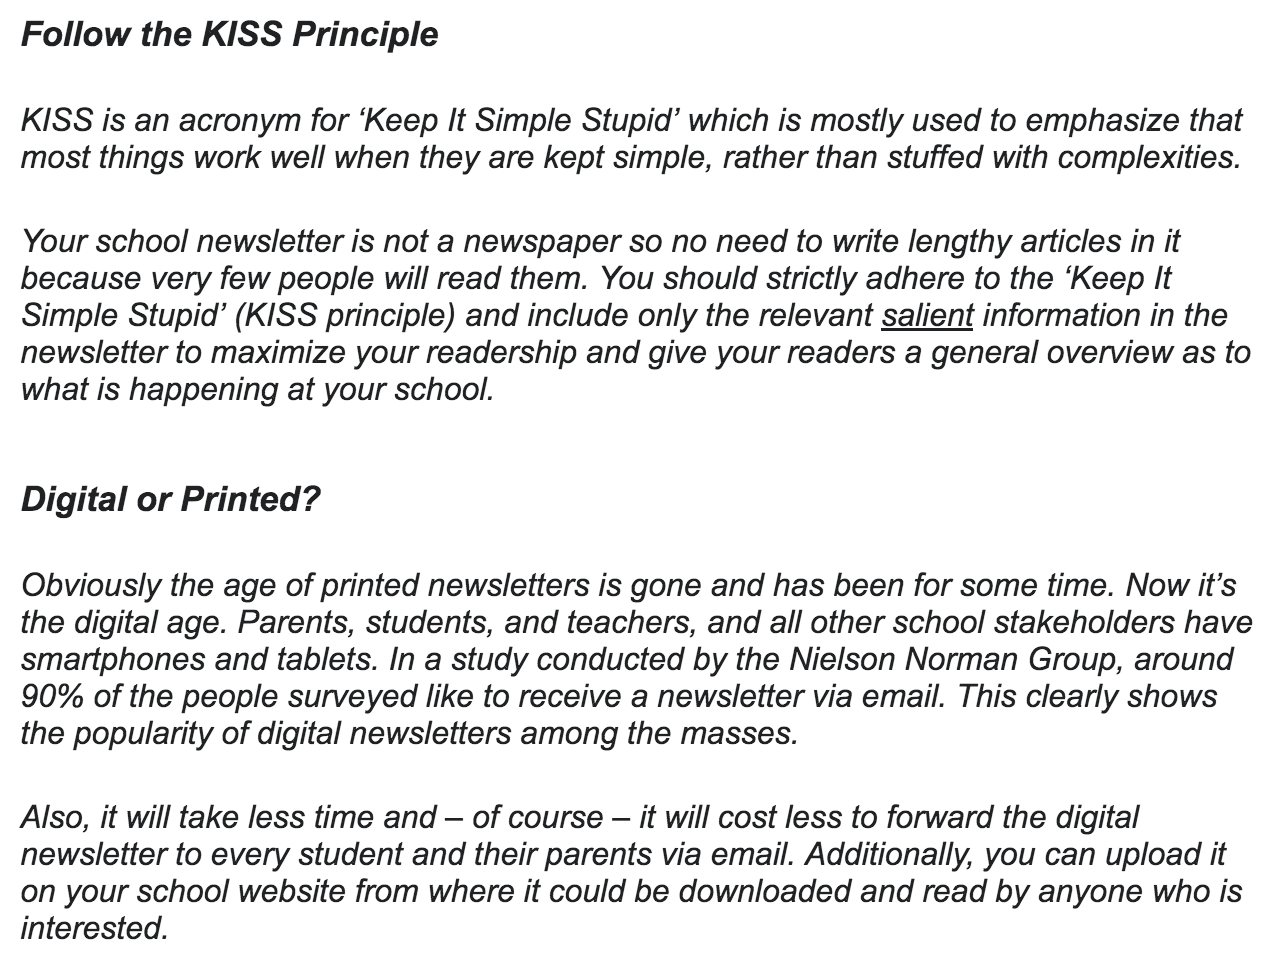 Follow the KISS Principle
KISS is an acronym for ‘Keep It Simple Stupid’ which is mostly used to emphasize that
most things work well when they are kept simple, rather than stuffed with complexities.
Your school newsletter is not a newspaper so no need to write lengthy articles in it
because very few people will read them. You should strictly adhere to the ‘Keep It
Simple Stupid’ (KISS principle) and include only the relevant salient information in the
newsletter to maximize your readership and give your readers a general overview as to
what is happening at your school.
Digital or Printed?
Obviously the age of printed newsletters is gone and has been for some time. Now it’s
the digital age. Parents, students, and teachers, and all other school stakeholders have
smartphones and tablets. In a study conducted by the Nielson Norman Group, around
90% of the people surveyed like to receive a newsletter via email. This clearly shows
the popularity of digital newsletters among the masses.
Also, it will take less time and – of course – it will cost less to forward the digital
newsletter to every student and their parents via email. Additionally, you can upload it
on your school website from where it could be downloaded and read by anyone who is
interested.